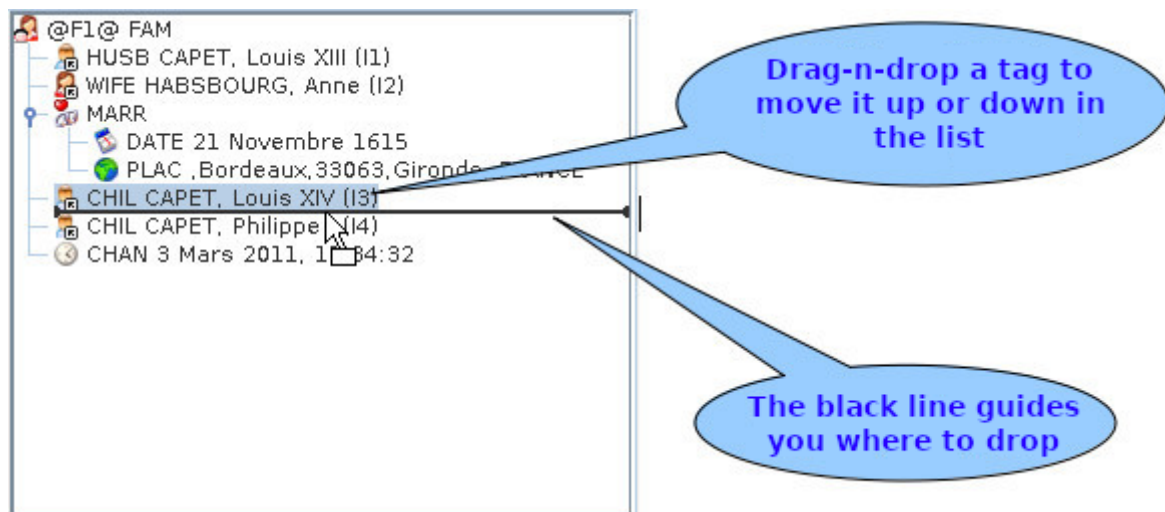 @F1@ FAM
HUSB CAPET, Louis XIII (I1)
WIFE HABSBOURG, Anne (I2)
MARR
DATE 21 Novembre 1615
PLAC ,Bordeaux,33063,Gironde,
CHIL CAPET, Louis XIV (I3)
CHIL CAPET, Philippe (I4)
CHAN 3 Mars 2011,
Drag-n-drop a tag to
move it up or down in
the list
The black line guides
you where to drop